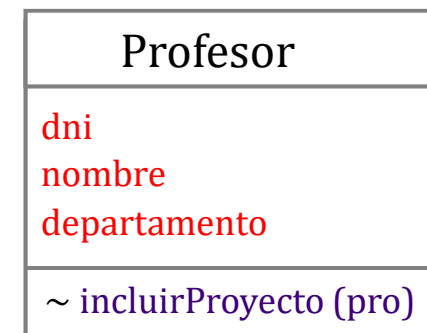 Profesor
dni
nombre
departamento
~ incluirProyecto (pro)